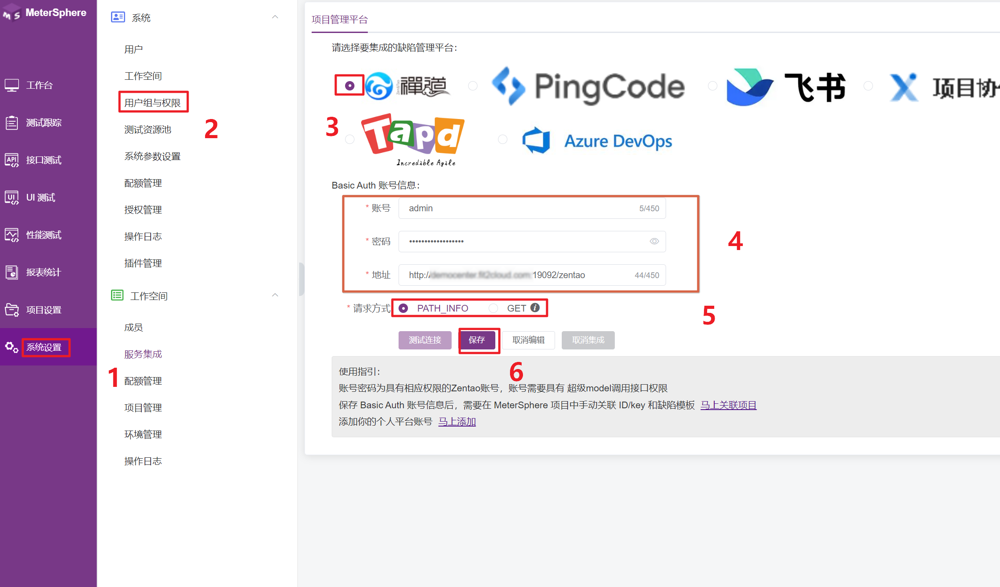 MeterSphere
工作台
测试跟踪
接口测试
UI 测试
性能测试
报表统计
项目设置
系统设置
1
系统
用户
工作空间
用户组与权限
2
测试资源池
系统参数设置
配额管理
授权管理
操作日志
插件管理
工作空间
成员
服务集成
配额管理
项目管理
环境管理
操作日志
项目管理平台
请选择要集成的缺陷管理平台：
禅道
PingCode
飞书
项目协
3
Tapd
Incredible Agile
Azure DevOps
Basic Auth 账号信息：
* 账号 admin 5/450
* 密码 ••••••••••••••••••
* 地址 http://democenter.fit2cloud.com:19092/zentao 44/450
4
* 请求方式 PATH_INFO GET
5
测试连接 保存 取消编辑 取消集成
6
使用指引：
账号密码为具有相应权限的Zentao账号，账号需要具有 超级model调用接口权限
保存 Basic Auth 账号信息后，需要在 MeterSphere 项目中手动关联 ID/key 和缺陷模板 马上关联项目
添加你的个人平台账号 马上添加